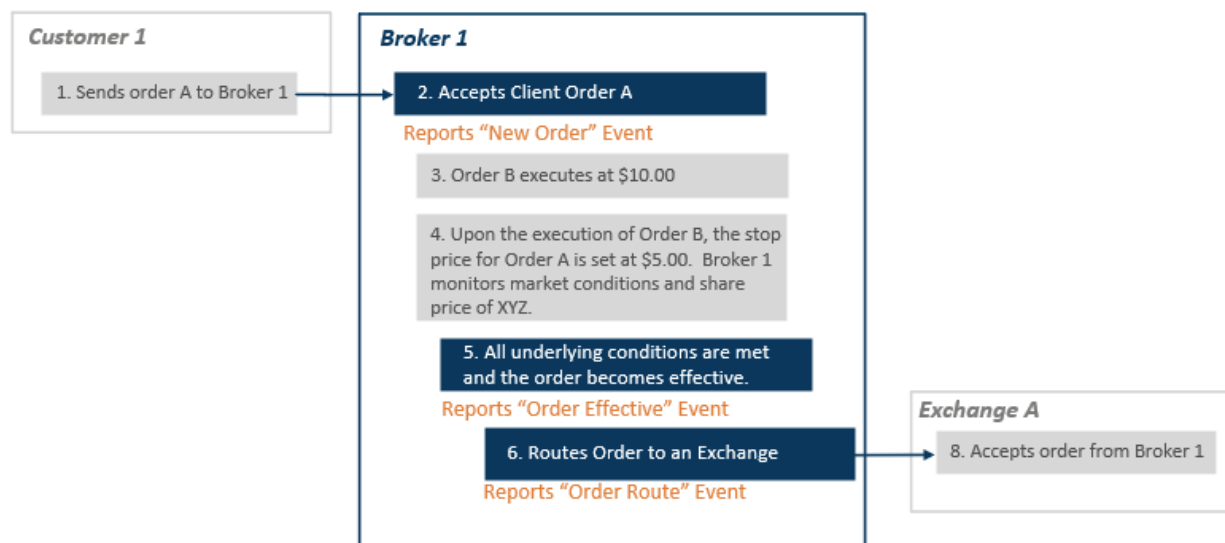 Customer 1
Broker 1
1. Sends order A to Broker 1
2. Accepts Client Order A
Reports “New Order” Event
3. Order B executes at $10.00
4. Upon the execution of Order B, the stop
price for Order A is set at $5.00.  Broker 1
monitors market conditions and share
price of XYZ.
5. All underlying conditions are met
and the order becomes effective.
Reports “Order Effective” Event
Exchange A
6. Routes Order to an Exchange
8. Accepts order from Broker 1
Reports “Order Route” Event